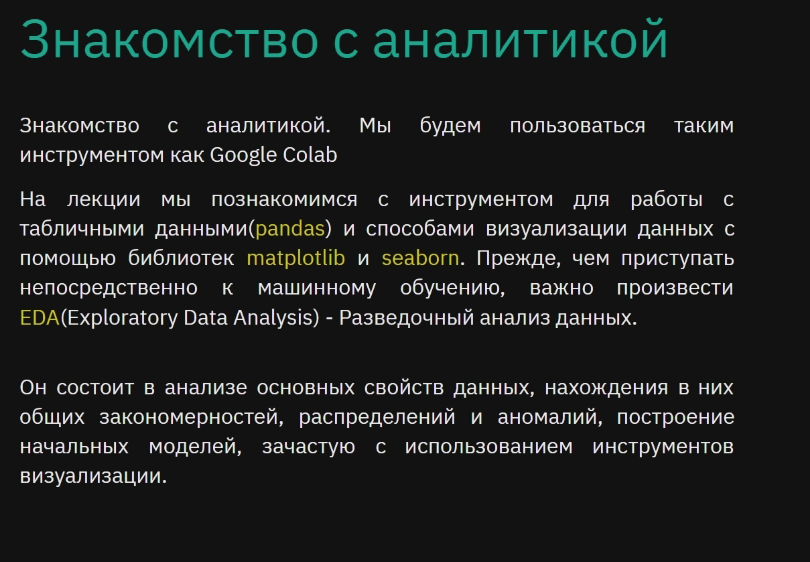 Знакомство с аналитикой
Знакомство с аналитикой. Мы будем пользоваться таким
инструментом как Google Colab
На лекции мы познакомимся с инструментом для работы с
табличными данными(pandas) и способами визуализации данных с
помощью библиотек matplotlib и seaborn. Прежде, чем приступать
непосредственно к машинному обучению, важно произвести
EDA(Exploratory Data Analysis) - Разведочный анализ данных.
Он состоит в анализе основных свойств данных, нахождения в них
общих закономерностей, распределений и аномалий, построение
начальных моделей, зачастую с использованием инструментов
визуализации.